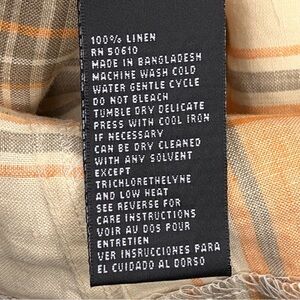 100% LINEN
RN 50610
MADE IN BANGLADESH
MACHINE WASH COLD
WATER GENTLE CYCLE
DO NOT BLEACH
TUMBLE DRY DELICATE
PRESS WITH COOL IRON
IF NECESSARY
CAN BE DRY CLEANED
WITH ANY SOLVENT
EXCEPT
TRICHLORETHELYNE
AND LOW HEAT
SEE REVERSE FOR
CARE INSTRUCTIONS
VOIR AU DOS POUR
ENTRETIEN
VER INSTRUCCIONES PARA
EL CUIDADO AL DORSO